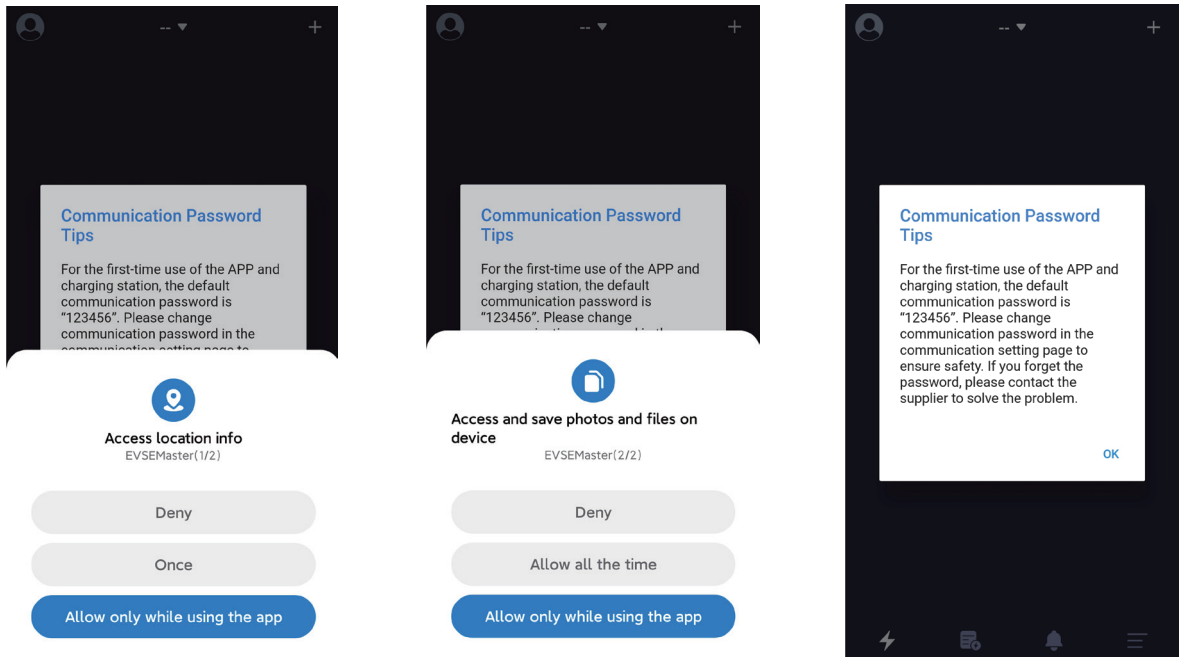 -- ▼ +
Communication Password
Tips
For the first-time use of the APP and
charging station, the default
communication password is
“123456”. Please change
communication password in the
communication setting page to
Access location info
EVSEMaster(1/2)
Deny
Once
Allow only while using the app
-- ▼ +
Communication Password
Tips
For the first-time use of the APP and
charging station, the default
communication password is
“123456”. Please change
Access and save photos and files on
device
EVSEMaster(2/2)
Deny
Allow all the time
Allow only while using the app
-- ▼ +
Communication Password
Tips
For the first-time use of the APP and
charging station, the default
communication password is
“123456”. Please change
communication password in the
communication setting page to
ensure safety. If you forget the
password, please contact the
supplier to solve the problem.
OK